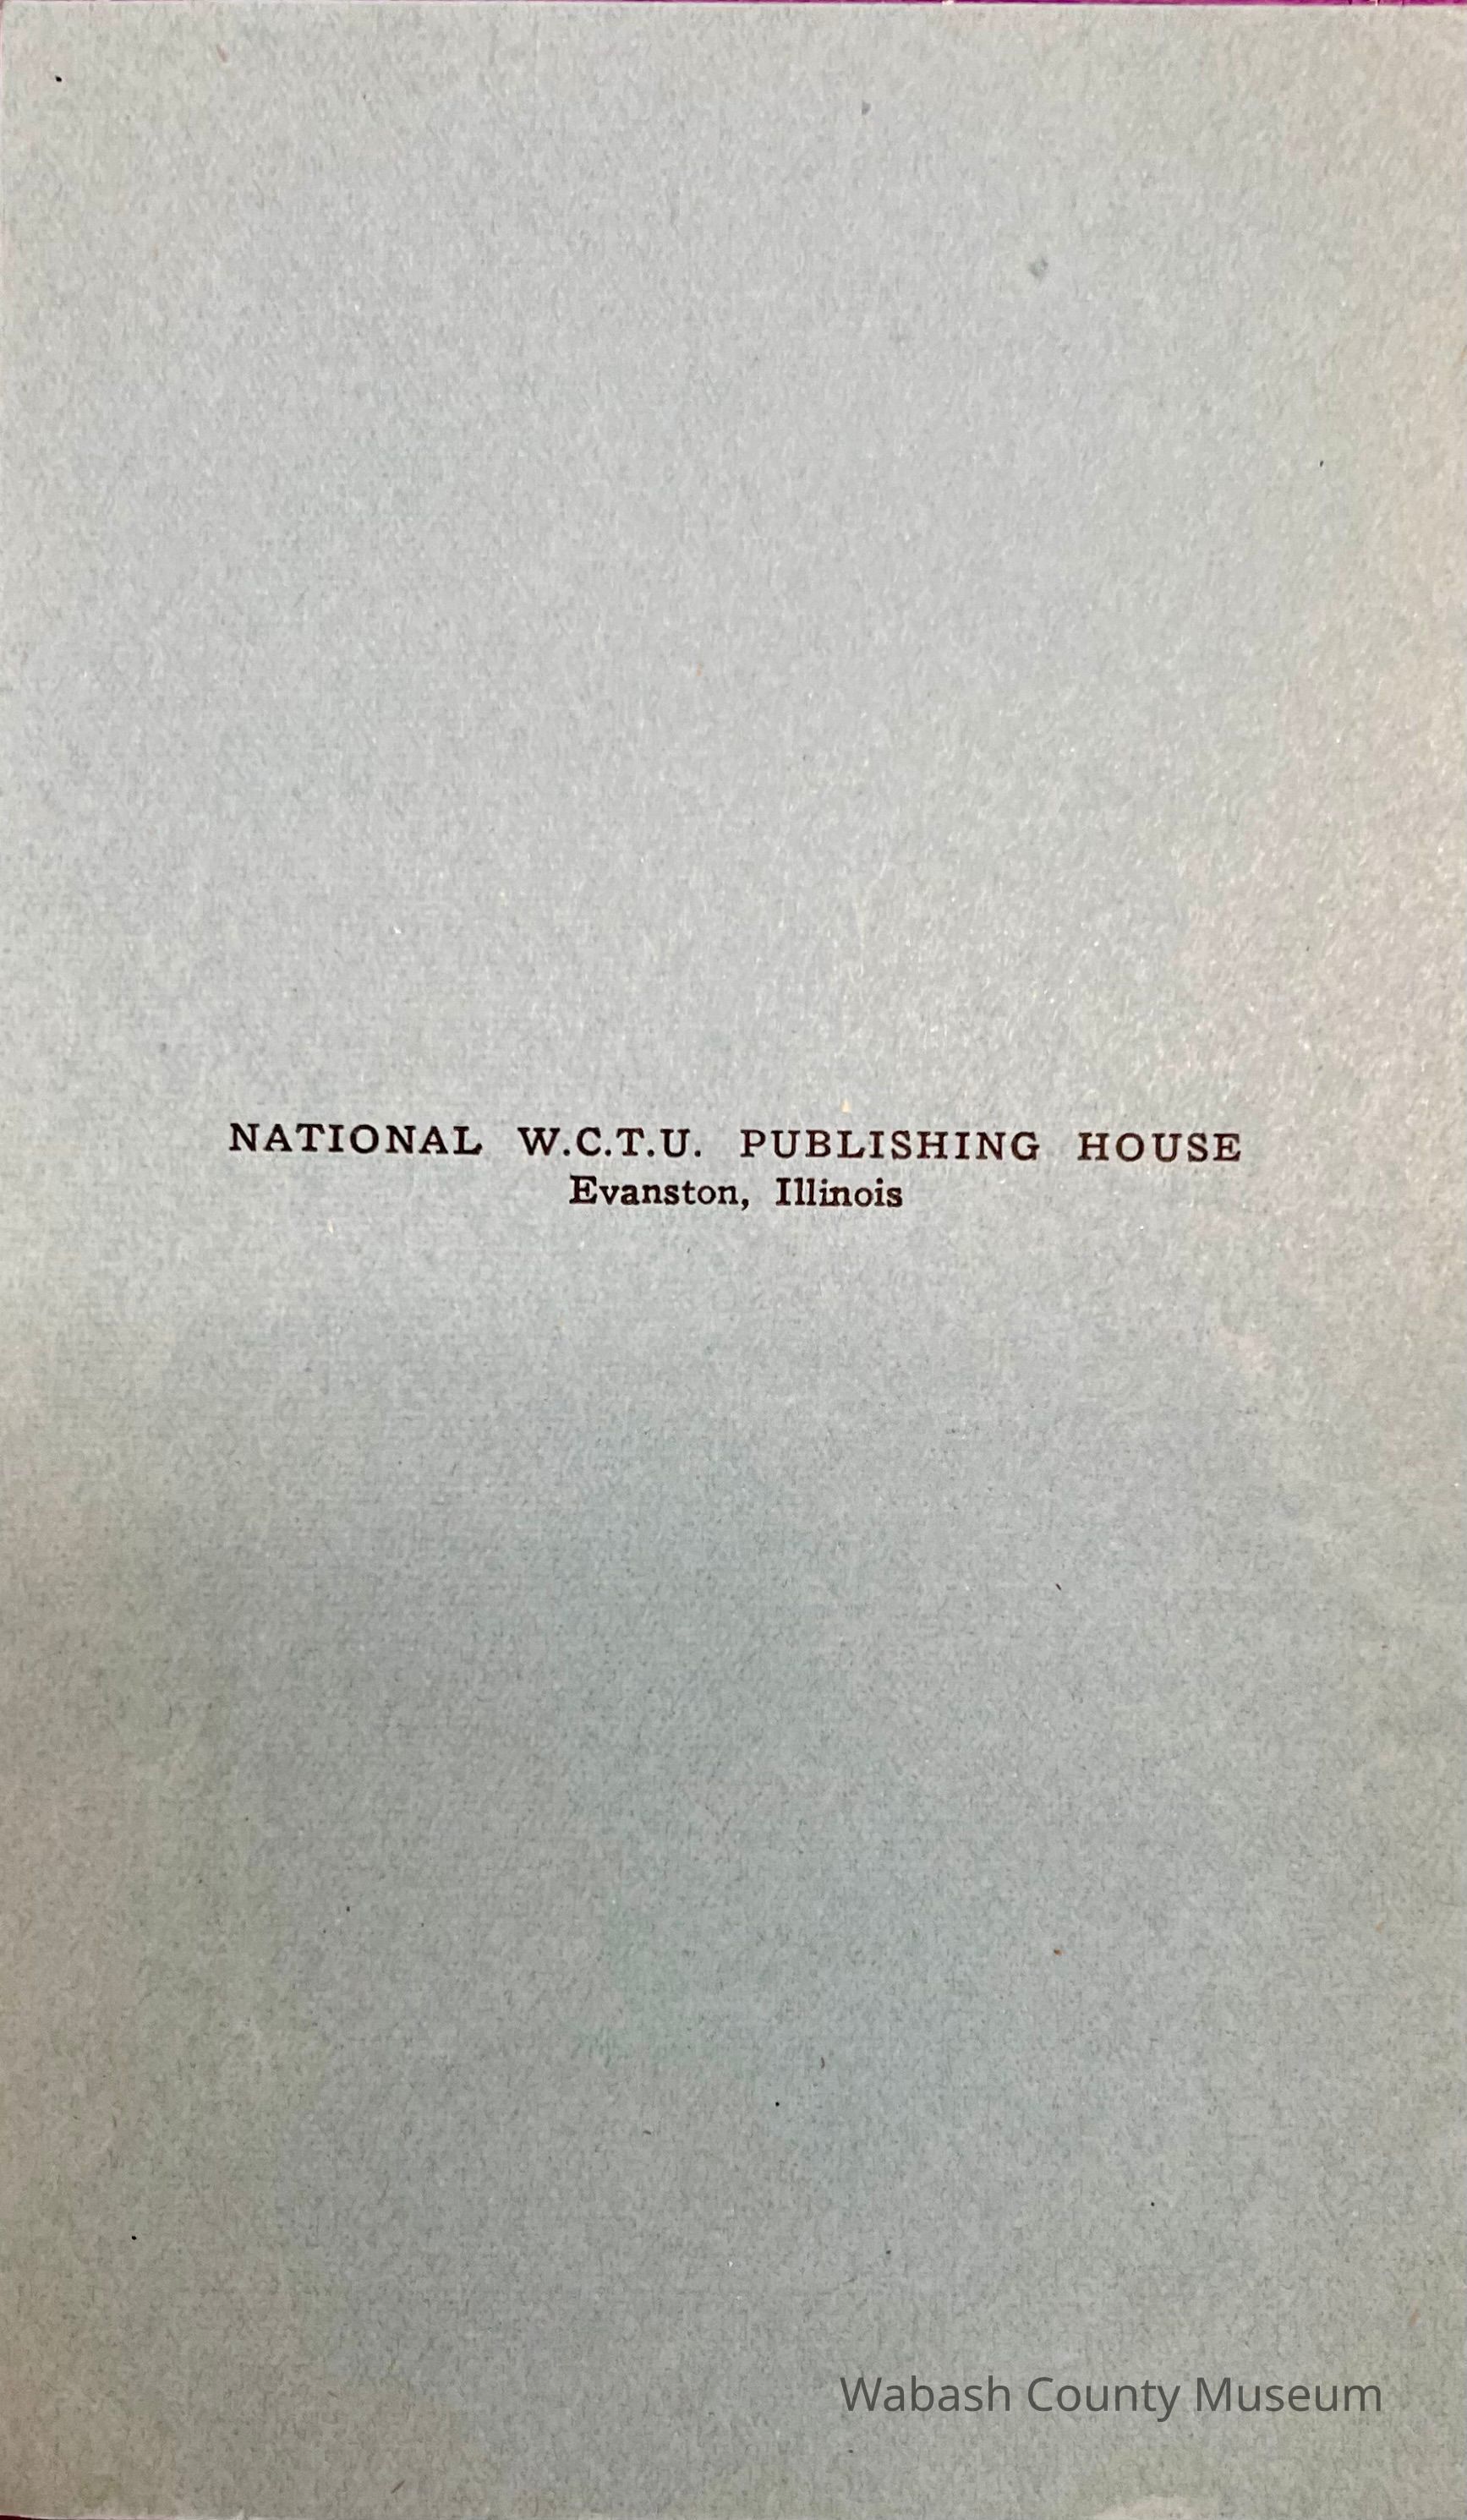 NATIONAL W.C.T.U. PUBLISHING HOUSE
Evanston, Illinois
Wabash County Museum